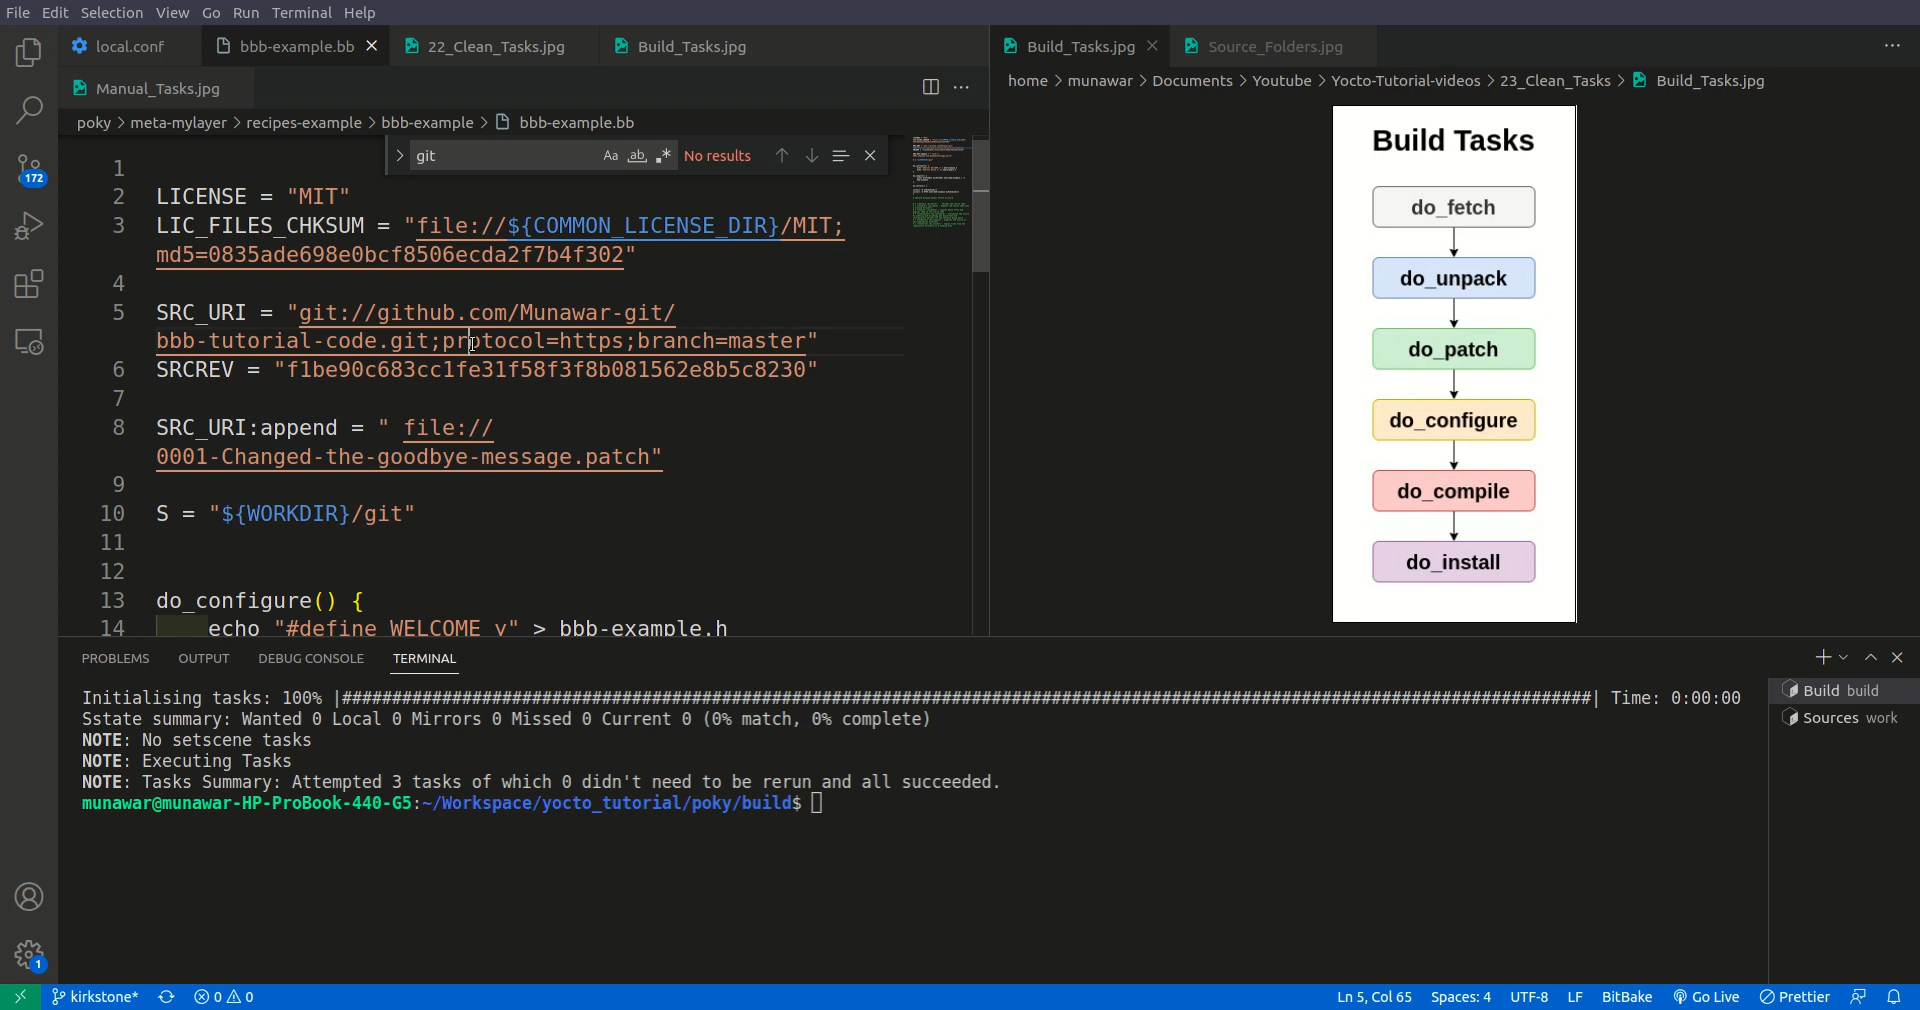 File Edit Selection View Go Run Terminal Help
local.conf bbb-example.bb 22_Clean_Tasks.jpg Build_Tasks.jpg
Manual_Tasks.jpg
poky > meta-mylayer > recipes-example > bbb-example > bbb-example.bb
git Aa ab .* No results
1
2 LICENSE = "MIT"
3 LIC_FILES_CHKSUM = "file://${COMMON_LICENSE_DIR}/MIT;
md5=0835ade698e0bcf8506ecda2f7b4f302"
4
5 SRC_URI = "git://github.com/Munawar-git/
bbb-tutorial-code.git;protocol=https;branch=master"
6 SRCREV = "f1be90c683cc1fe31f58f3f8b081562e8b5c8230"
7
8 SRC_URI:append = " file://
0001-Changed-the-goodbye-message.patch"
9
10 S = "${WORKDIR}/git"
11
12
13 do_configure() {
14 echo "#define WELCOME y" > bbb-example.h
Build_Tasks.jpg Source_Folders.jpg
home > munawar > Documents > Youtube > Yocto-Tutorial-videos > 23_Clean_Tasks > Build_Tasks.jpg
Build Tasks
do_fetch
do_unpack
do_patch
do_configure
do_compile
do_install
172
1
PROBLEMS OUTPUT DEBUG CONSOLE TERMINAL
Initialising tasks: 100% |#############################################################################################################################| Time: 0:00:00
Sstate summary: Wanted 0 Local 0 Mirrors 0 Missed 0 Current 0 (0% match, 0% complete)
NOTE: No setscene tasks
NOTE: Executing Tasks
NOTE: Tasks Summary: Attempted 3 tasks of which 0 didn't need to be rerun and all succeeded.
munawar@munawar-HP-ProBook-440-G5:~/Workspace/yocto_tutorial/poky/build$
Build build
Sources work
kirkstone* 0 0 Ln 5, Col 65 Spaces: 4 UTF-8 LF BitBake Go Live Prettier